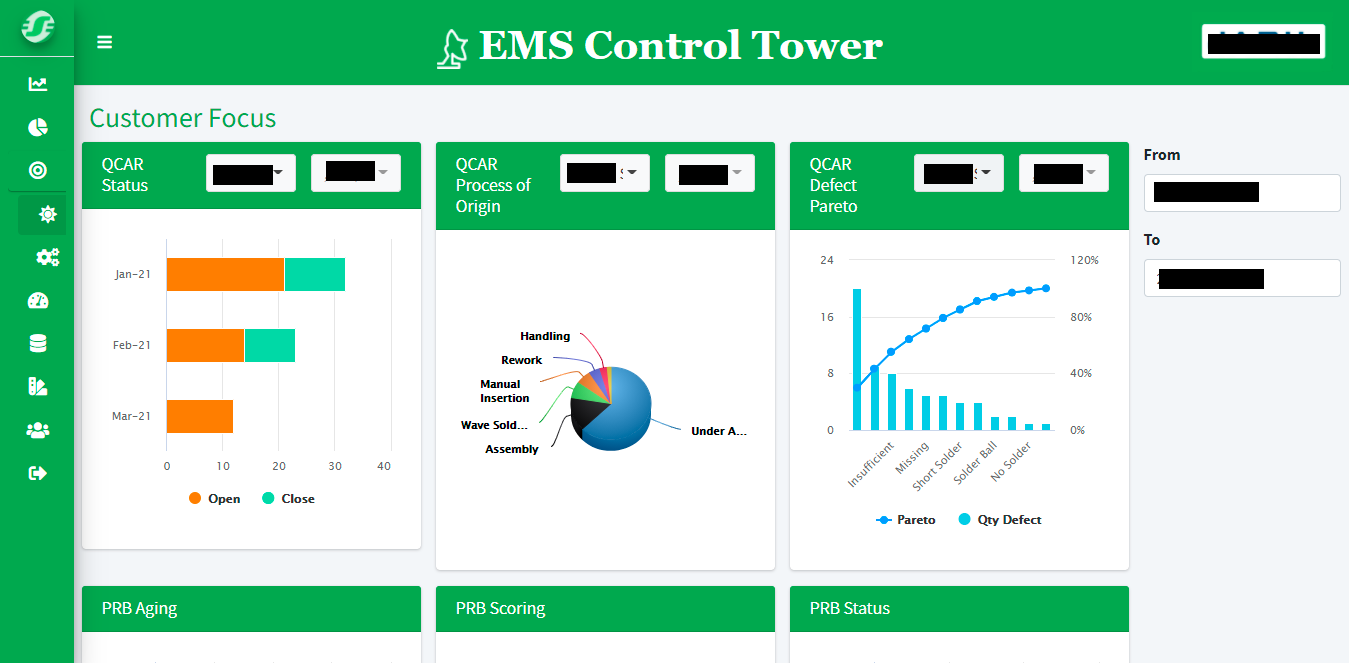 EMS Control Tower
Customer Focus
QCAR
Status
Jan-21
Feb-21
Mar-21
0 10 20 30 40
Open Close
QCAR
Process of
Origin
Handling
Rework
Manual
Insertion
Wave Sold...
Assembly
Under A...
QCAR
Defect
Pareto
24 120%
16 80%
8 40%
0 0%
Insufficient
Missing
Short Solder
Solder Ball
No Solder
Pareto Qty Defect
From
To
PRB Aging
PRB Scoring
PRB Status